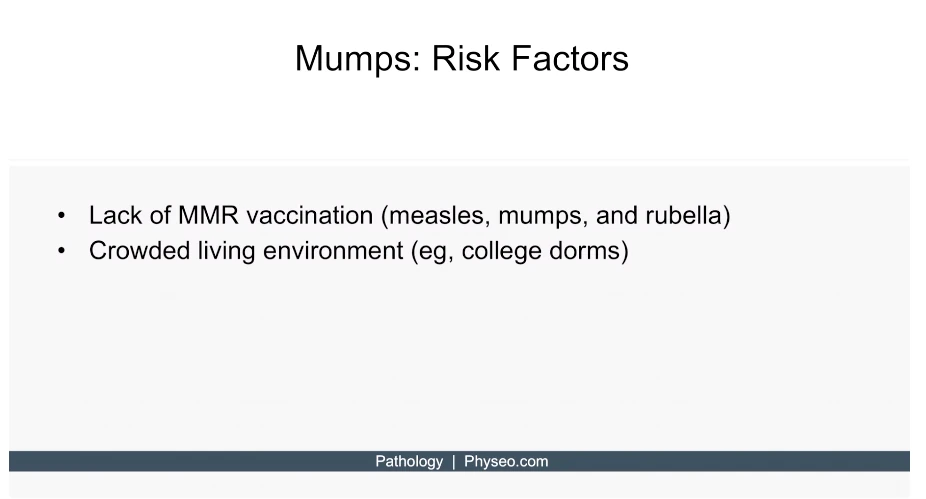 Mumps: Risk Factors
• Lack of MMR vaccination (measles, mumps, and rubella)
• Crowded living environment (eg, college dorms)
Pathology | Physeo.com